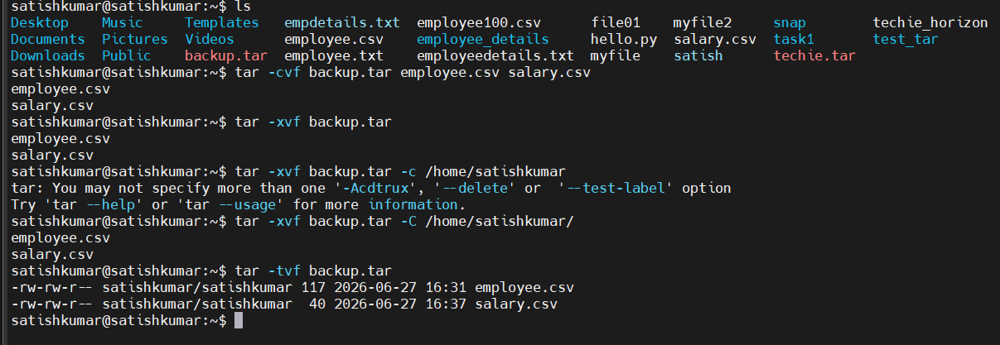 satishkumar@satishkumar:~$ ls
Desktop Music Templates empdetails.txt employee100.csv file01 myfile2 snap techie_horizon
Documents Pictures Videos employee.csv employee_details hello.py salary.csv task1 test_tar
Downloads Public backup.tar employee.txt employeedetails.txt myfile satish techie.tar
satishkumar@satishkumar:~$ tar -cvf backup.tar employee.csv salary.csv
employee.csv
salary.csv
satishkumar@satishkumar:~$ tar -xvf backup.tar
employee.csv
salary.csv
satishkumar@satishkumar:~$ tar -xvf backup.tar -c /home/satishkumar
tar: You may not specify more than one '-Acdtrux', '--delete' or  '--test-label' option
Try 'tar --help' or 'tar --usage' for more information.
satishkumar@satishkumar:~$ tar -xvf backup.tar -C /home/satishkumar/
employee.csv
salary.csv
satishkumar@satishkumar:~$ tar -tvf backup.tar
-rw-rw-r-- satishkumar/satishkumar 117 2026-06-27 16:31 employee.csv
-rw-rw-r-- satishkumar/satishkumar  40 2026-06-27 16:37 salary.csv
satishkumar@satishkumar:~$